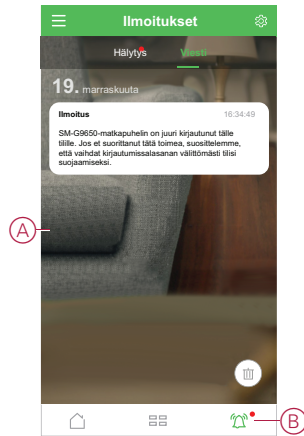 Ilmoitukset
Hälytys
Viesti
19. marraskuuta
Ilmoitus 16:34:49
SM-G9650-matkapuhelin on juuri kirjautunut tälle
tilille. Jos et suorittanut tätä toimea, suosittelemme,
että vaihdat kirjautumissalasanan välittömästi tilisi
suojaamiseksi.
A
B